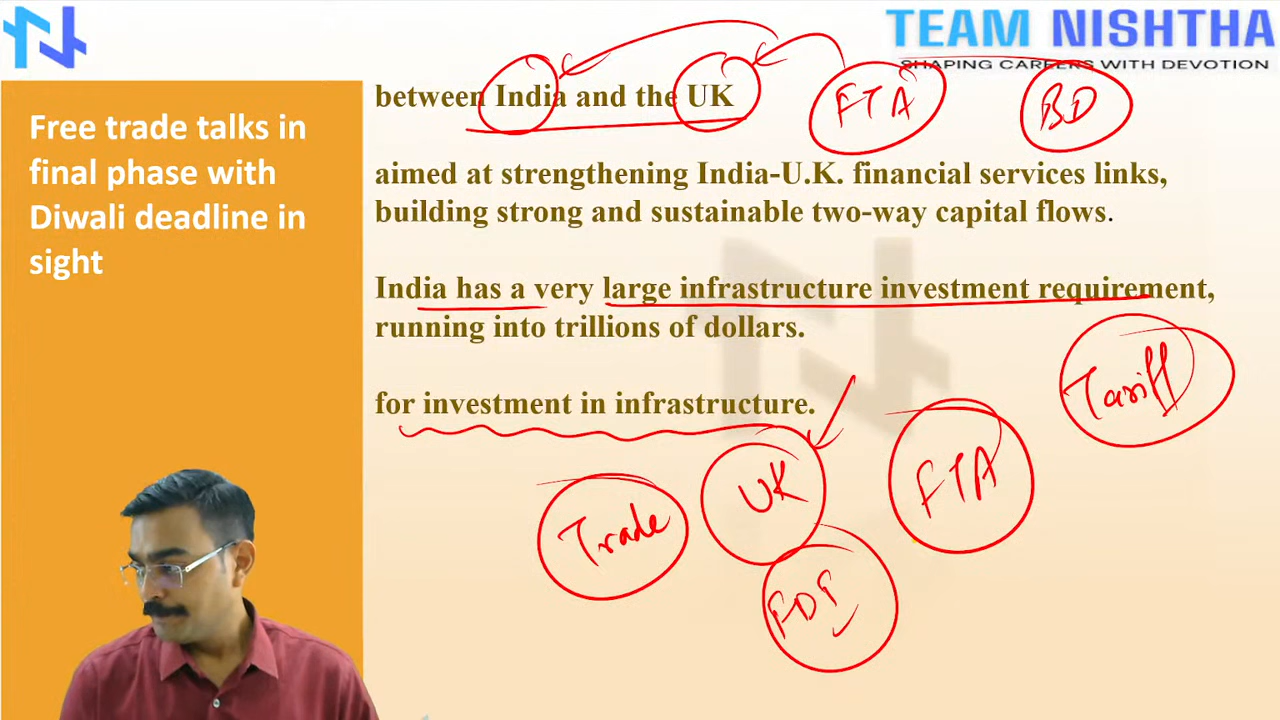 TEAM NISHTHA
SHAPING CAREERS WITH DEVOTION
Free trade talks in
final phase with
Diwali deadline in
sight
between India and the UK
FTA
BD
aimed at strengthening India-U.K. financial services links,
building strong and sustainable two-way capital flows.
India has a very large infrastructure investment requirement,
running into trillions of dollars.
for investment in infrastructure.
Tariff
Trade
UK
FTA
FDI